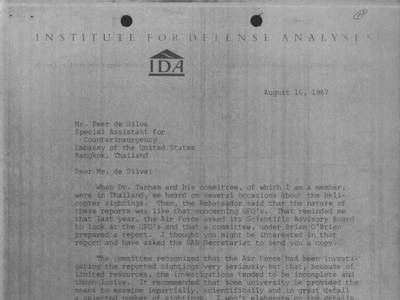 INSTITUTE FOR DEFENSE ANALYSES
IDA
August 16, 1967
Mr. Peer de Silva
Special Assistant for
Counterinsurgency
Embassy of the United States
Bangkok, Thailand
Dear Mr. de Silva:
When Dr. Tanham and his committee, of which I am a member,
were in Thailand, we heard on several occasions about the heli-
copter sightings. Then, the Ambassador said that the nature of
these reports was like that concerning UFO's. That reminded me
that last year, the Air Force asked its Scientific Advisory Board
to look at the UFO's and that a committee, under Brian O'Brien
prepared a report. I thought you might be interested in that
report and have asked the SAB Secretariat to send you a copy.
The committee recognized that the Air Force had been investi-
gating the reported sightings very seriously but that, because of
limited resources, the investigations tended to be incomplete and
inconclusive. It recommended that some university be provided the
means to examine impartially, scientifically and in great detail
a selected number of sightings. I won't elaborate on the details